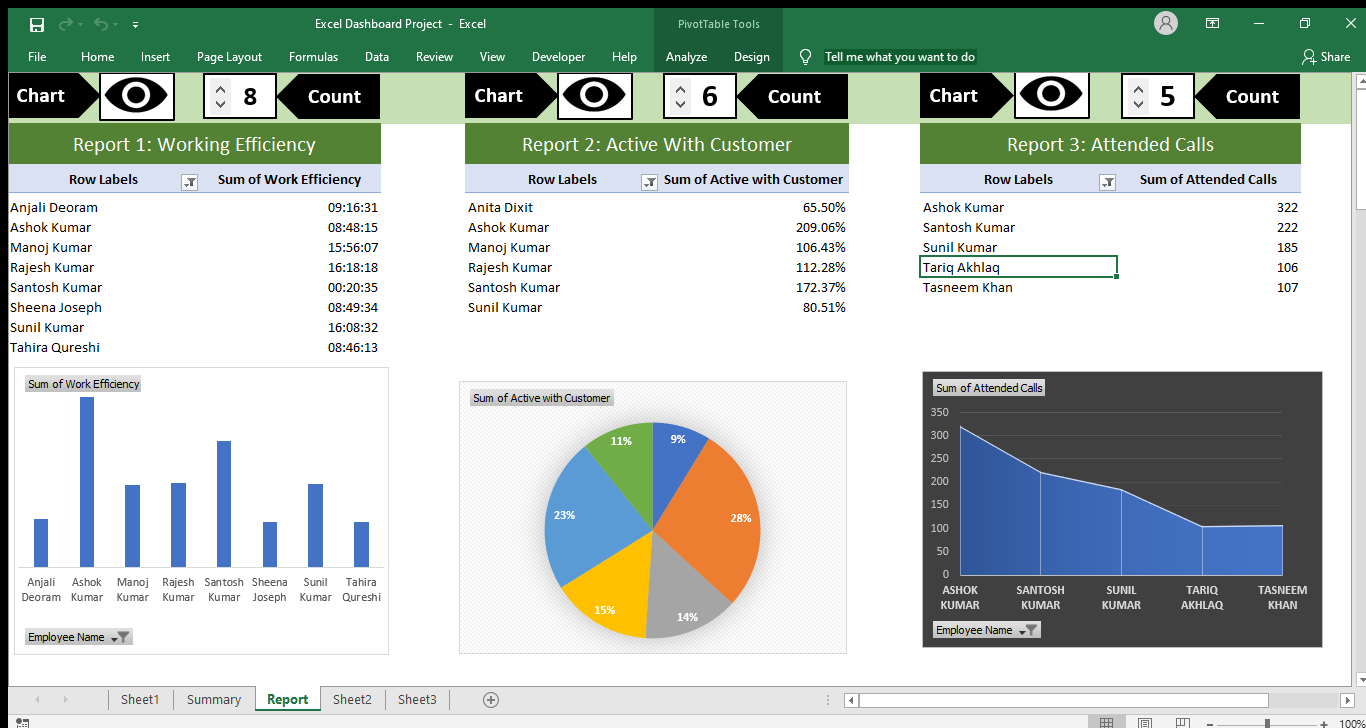 Excel Dashboard Project - Excel
PivotTable Tools
File Home Insert Page Layout Formulas Data Review View Developer Help Analyze Design Tell me what you want to do Share
Chart 8 Count
Chart 6 Count
Chart 5 Count
Report 1: Working Efficiency
Row Labels Sum of Work Efficiency
Anjali Deoram 09:16:31
Ashok Kumar 08:48:15
Manoj Kumar 15:56:07
Rajesh Kumar 16:18:18
Santosh Kumar 00:20:35
Sheena Joseph 08:49:34
Sunil Kumar 16:08:32
Tahira Qureshi 08:46:13
Report 2: Active With Customer
Row Labels Sum of Active with Customer
Anita Dixit 65.50%
Ashok Kumar 209.06%
Manoj Kumar 106.43%
Rajesh Kumar 112.28%
Santosh Kumar 172.37%
Sunil Kumar 80.51%
Report 3: Attended Calls
Row Labels Sum of Attended Calls
Ashok Kumar 322
Santosh Kumar 222
Sunil Kumar 185
Tariq Akhlaq 106
Tasneem Khan 107
Sum of Work Efficiency
Anjali Ashok Manoj Rajesh Santosh Sheena Sunil Tahira
Deoram Kumar Kumar Kumar Kumar Joseph Kumar Qureshi
Employee Name
Sum of Active with Customer
11% 9%
23% 28%
15% 14%
Sum of Attended Calls
350
300
250
200
150
100
50
0
ASHOK SANTOSH SUNIL TARIQ TASNEEM
KUMAR KUMAR KUMAR AKHLAQ KHAN
Employee Name
Sheet1 Summary Report Sheet2 Sheet3
100%